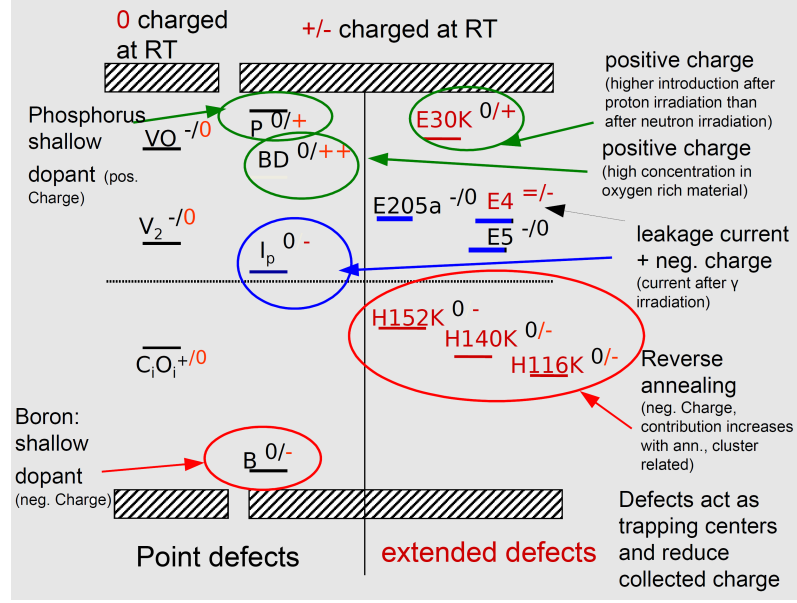 0 charged
at RT
+/- charged at RT
positive charge
(higher introduction after
proton irradiation than
after neutron irradiation)
Phosphorus
shallow
dopant (pos.
Charge)
P 0/+
E30K 0/+
VO -/0
BD 0/++
positive charge
(high concentration in
oxygen rich material)
E205a -/0
E4 =/-
V2 -/0
E5 -/0
Ip 0 -
leakage current
+ neg. charge
(current after γ
irradiation)
H152K 0 -
H140K 0/-
H116K 0/-
CiOi+/0
Reverse
annealing
(neg. Charge,
contribution increases
with ann., cluster
related)
Boron:
shallow
dopant
(neg. Charge)
B 0/-
Defects act as
trapping centers
and reduce
collected charge
Point defects
extended defects